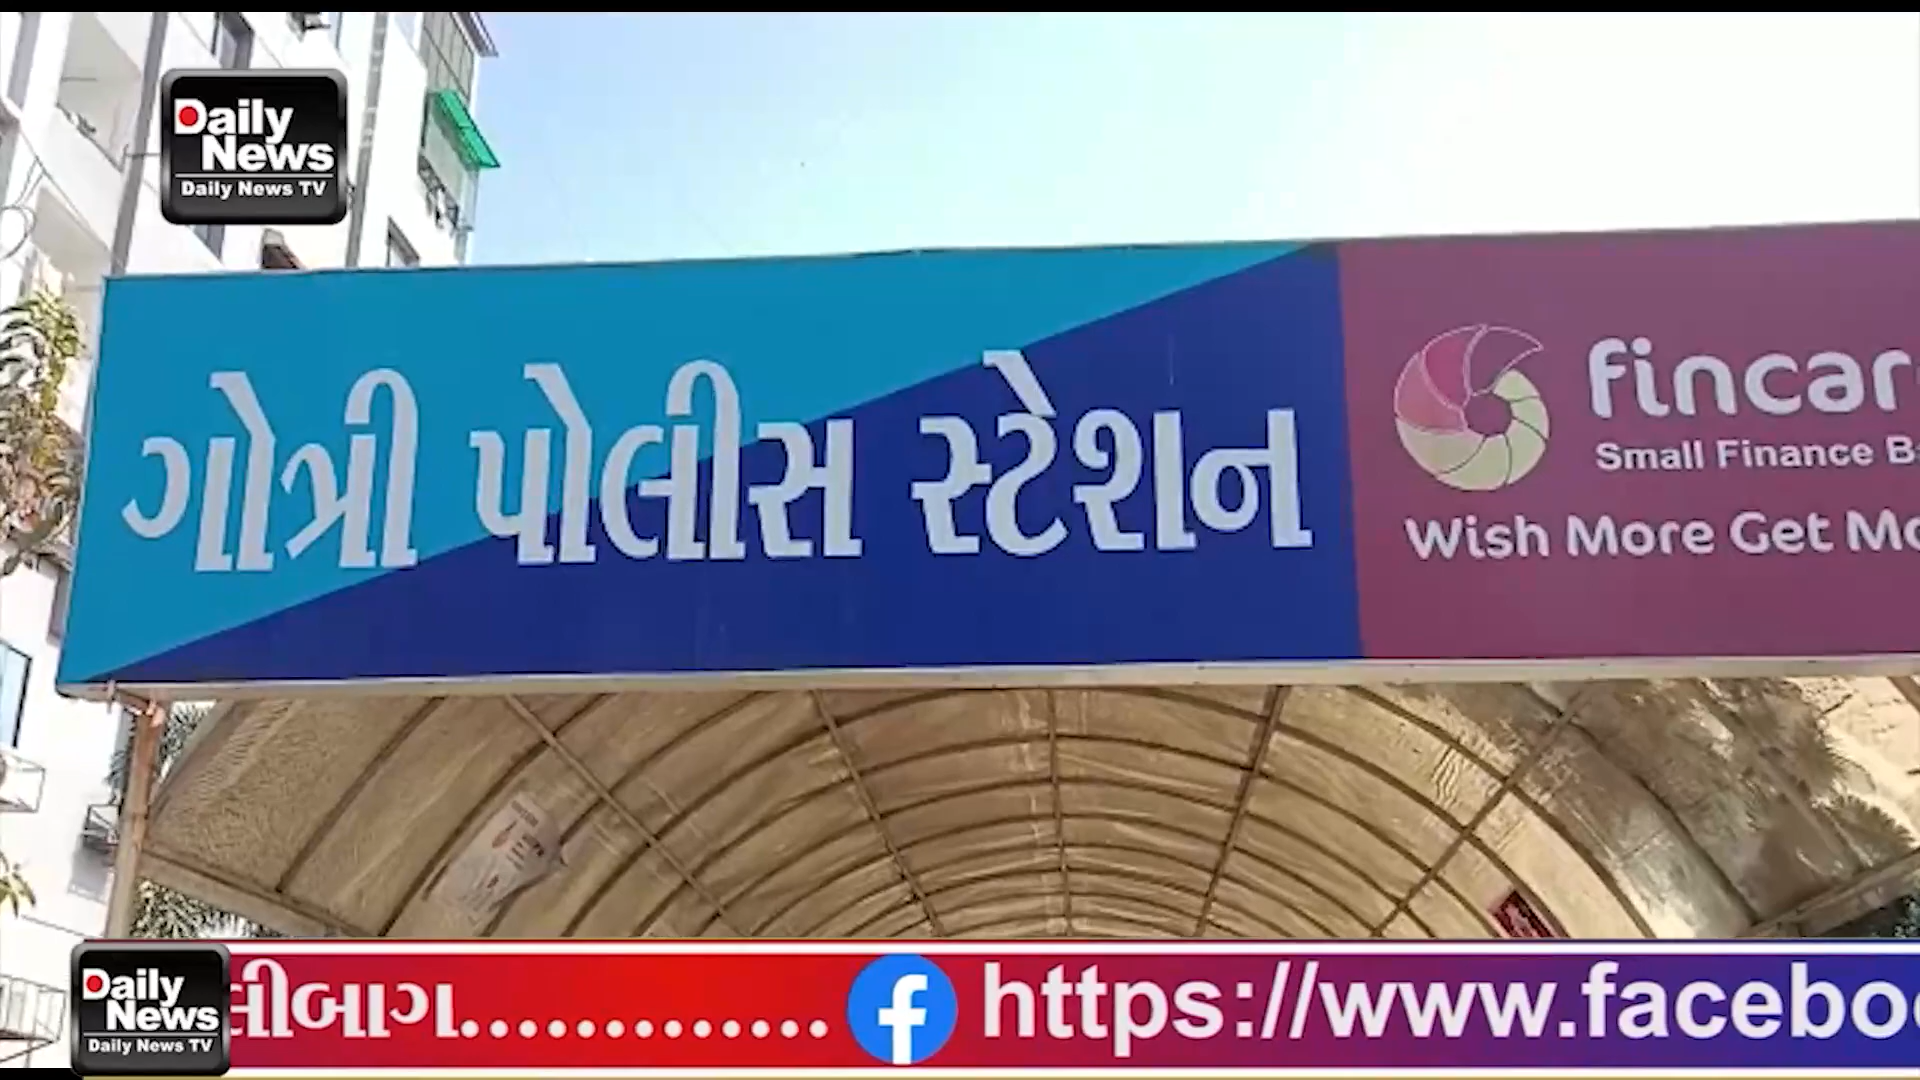 Daily
News
Daily News TV
ગોત્રી પોલીસ સ્ટેશન
fincar
Small Finance
Wish More Get
Daily
News
Daily News TV
લીબાગ.............
https://www.facebo